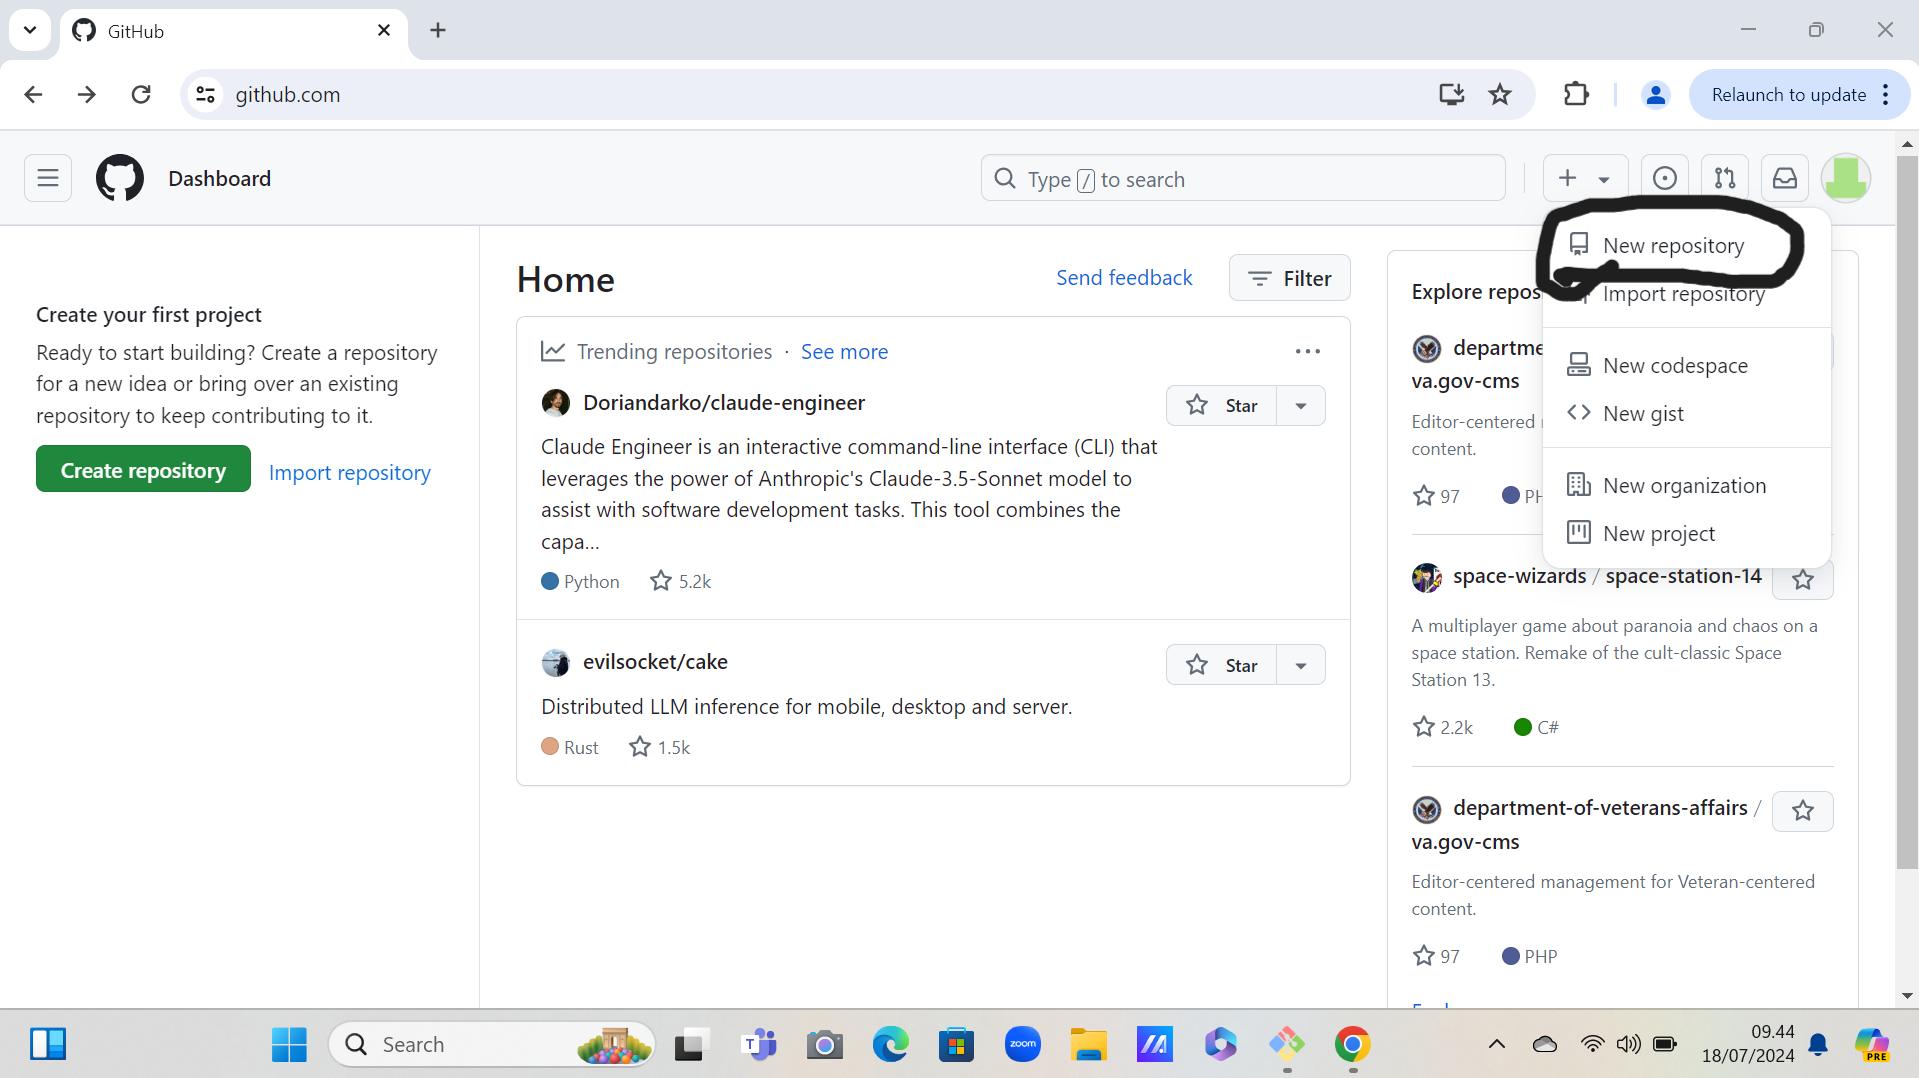 GitHub
github.com
Relaunch to update
Dashboard
Type / to search
New repository
Import repository
New codespace
New gist
New organization
New project
Create your first project
Ready to start building? Create a repository
for a new idea or bring over an existing
repository to keep contributing to it.
Create repository
Import repository
Home
Send feedback
Filter
Trending repositories · See more
Doriandarko/claude-engineer
Star
Claude Engineer is an interactive command-line interface (CLI) that
leverages the power of Anthropic's Claude-3.5-Sonnet model to
assist with software development tasks. This tool combines the
capa...
Python
5.2k
evilsocket/cake
Star
Distributed LLM inference for mobile, desktop and server.
Rust
1.5k
Explore repos
departme
va.gov-cms
Editor-centered
content.
97
PH
space-wizards / space-station-14
A multiplayer game about paranoia and chaos on a
space station. Remake of the cult-classic Space
Station 13.
2.2k
C#
department-of-veterans-affairs /
va.gov-cms
Editor-centered management for Veteran-centered
content.
97
PHP
Search
zoom
09.44
18/07/2024
PRE